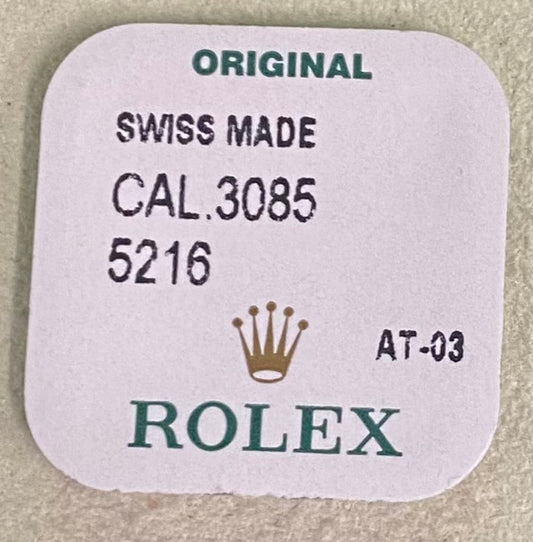 ORIGINAL
SWISS MADE
CAL.3085
5216
AT-03
ROLEX